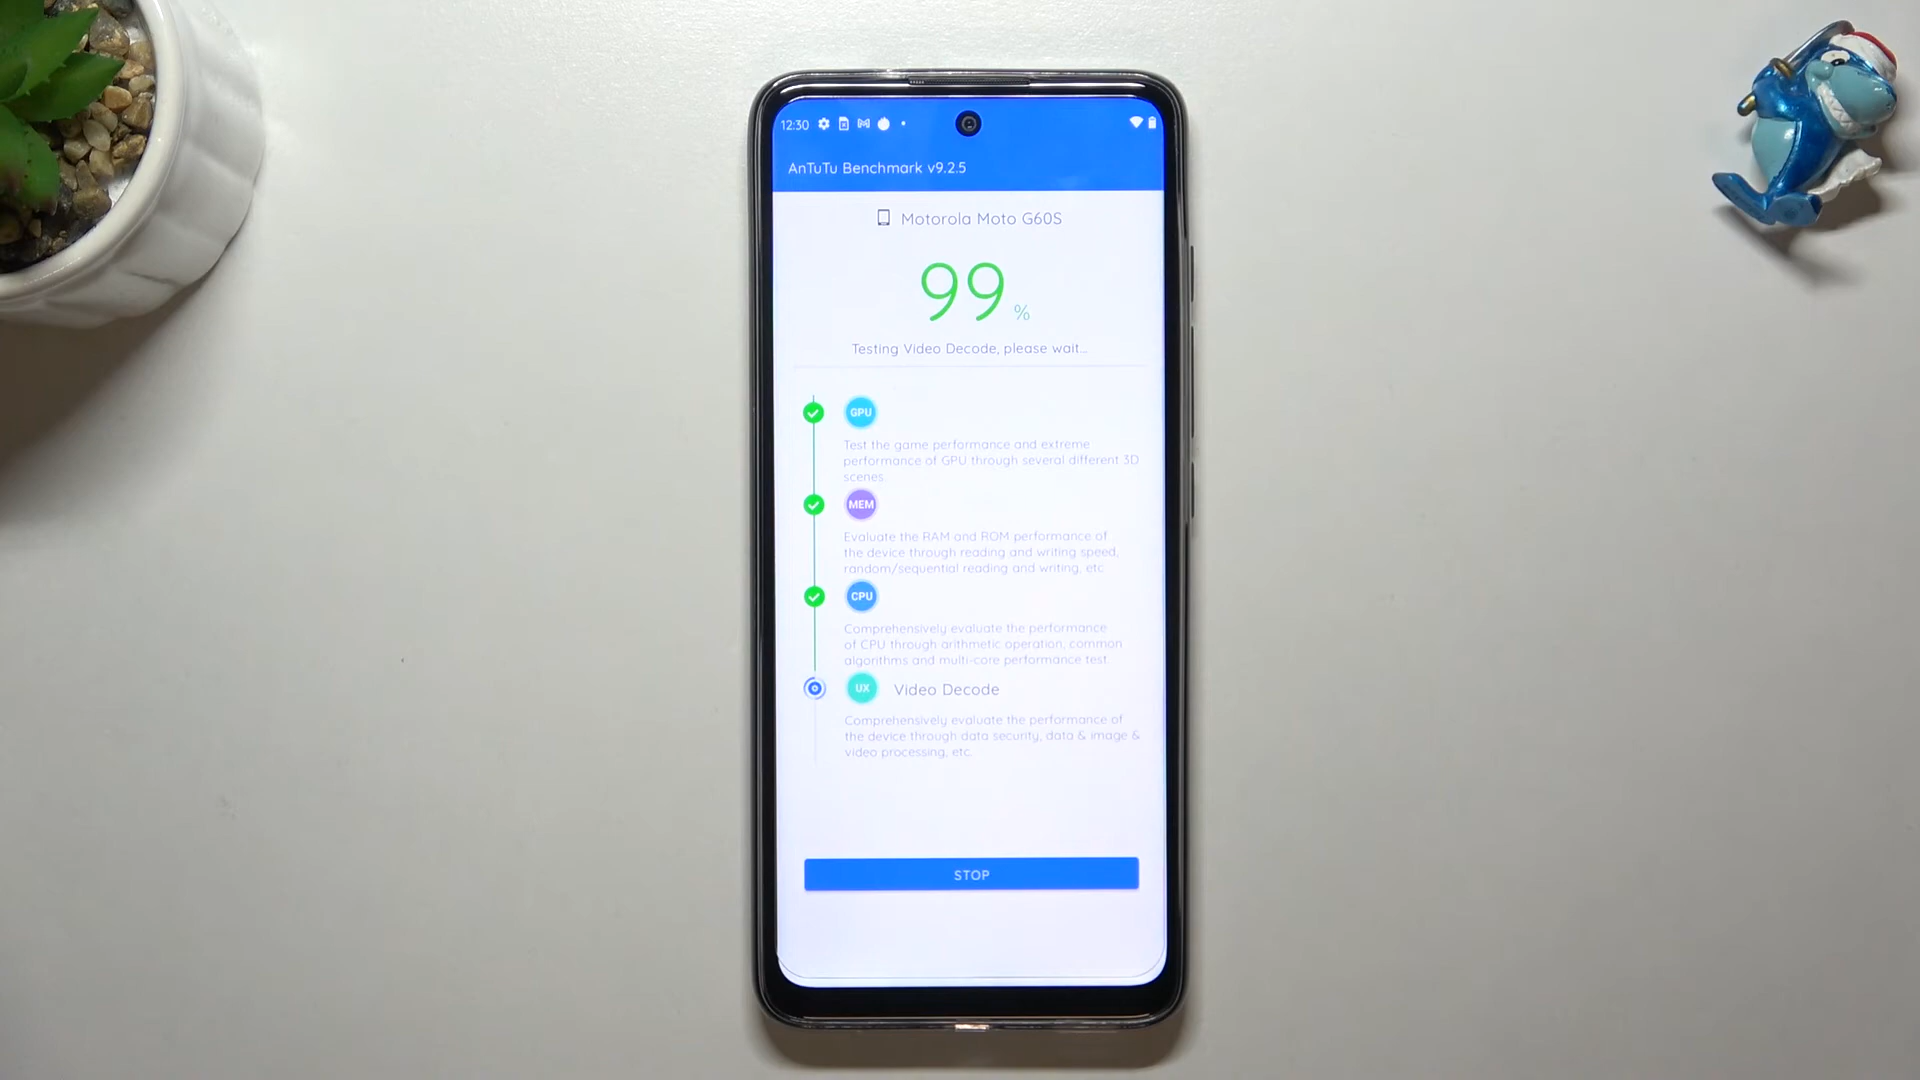 12:30
AnTuTu Benchmark v9.2.5
Motorola Moto G60S
99 %
Testing Video Decode, please wait...
GPU
Test the game performance and extreme
performance of GPU through several different 3D
scenes
MEM
Evaluate the RAM and ROM performance of
the device through reading and writing speed,
random/sequential reading and writing, etc
CPU
Comprehensively evaluate the performance
of CPU through arithmetic operation, common
algorithms and multi-core performance test
UX Video Decode
Comprehensively evaluate the performance of
the device through data security, data & image &
video processing, etc.
STOP